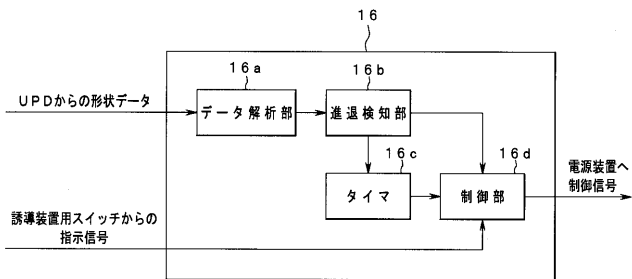 16
16a
16b
UPDからの形状データ
データ解析部
進退検知部
16c
16d
タイマ
制御部
電源装置へ
制御信号
誘導装置用スイッチからの
指示信号